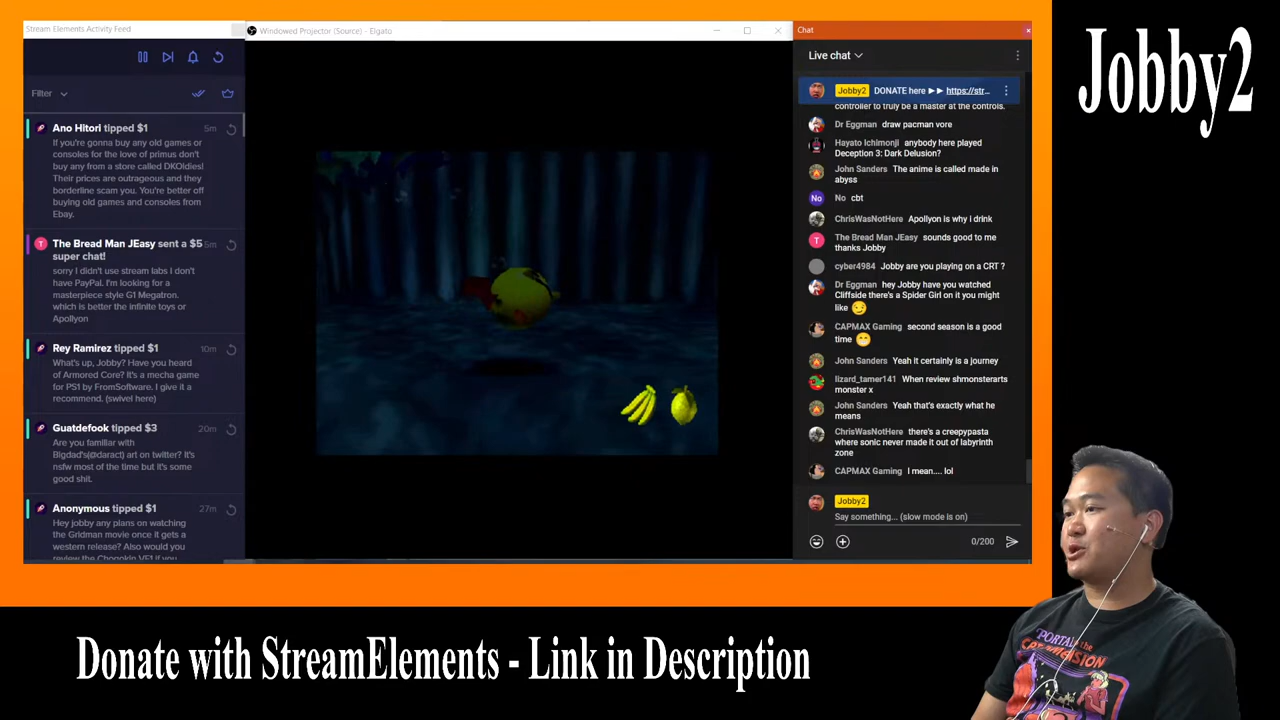 Stream Elements Activity Feed
Filter
Ano Hitori tipped $1
5m
If you're gonna buy any old games or
consoles for the love of primus don't
buy any from a store called DKOldies!
Their prices are outrageous and they
borderline scam you. You're better off
buying old games and consoles from
Ebay.
T
The Bread Man JEasy sent a $5
super chat!
5m
sorry I didn't use stream labs I don't
have PayPal. I'm looking for a
masterpiece style G1 Megatron.
which is better the infinite toys or
Apollyon
Rey Ramirez tipped $1
10m
What's up, Jobby? Have you heard
of Armored Core? It's a mecha game
for PS1 by FromSoftware. I give it a
recommend. (swivel here)
Guatdefook tipped $3
20m
Are you familiar with
Bigdad's(@daract) art on twitter? It's
nsfw most of the time but it's some
good shit.
Anonymous tipped $1
27m
Hey jobby any plans on watching
the Gridman movie once it gets a
western release? Also would you
review the Chogokin VF1 if you
Windowed Projector (Source) - Elgato
Chat
Live chat
Jobby2 DONATE here ►► https://str...
controller to truly be a master at the controls.
Dr Eggman draw pacman vore
Hayato Ichimonji anybody here played
Deception 3: Dark Delusion?
John Sanders The anime is called made in
abyss
No No cbt
ChrisWasNotHere Apollyon is why i drink
T The Bread Man JEasy sounds good to me
thanks Jobby
cyber4984 Jobby are you playing on a CRT ?
Dr Eggman hey Jobby have you watched
Cliffside there's a Spider Girl on it you might
like 😏
CAPMAX Gaming second season is a good
time 😁
John Sanders Yeah it certainly is a journey
lizard_tamer141 When review shmonsterarts
monster x
John Sanders Yeah that's exactly what he
means
ChrisWasNotHere there's a creepypasta
where sonic never made it out of labyrinth
zone
CAPMAX Gaming I mean.... lol
Jobby2
Say something... (slow mode is on)
0/200
Jobby2
PORTAL
Donate with StreamElements - Link in Description